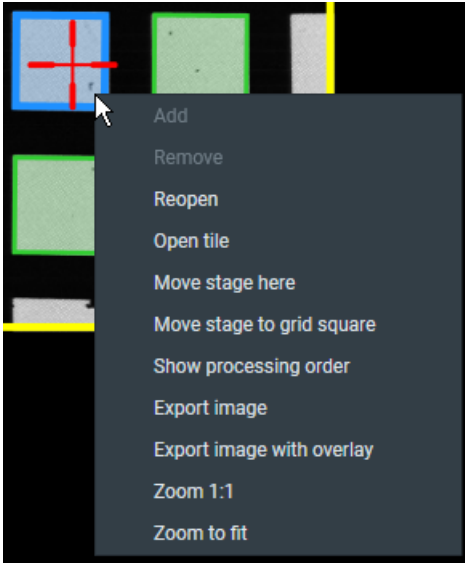 Add
Remove
Reopen
Open tile
Move stage here
Move stage to grid square
Show processing order
Export image
Export image with overlay
Zoom 1:1
Zoom to fit